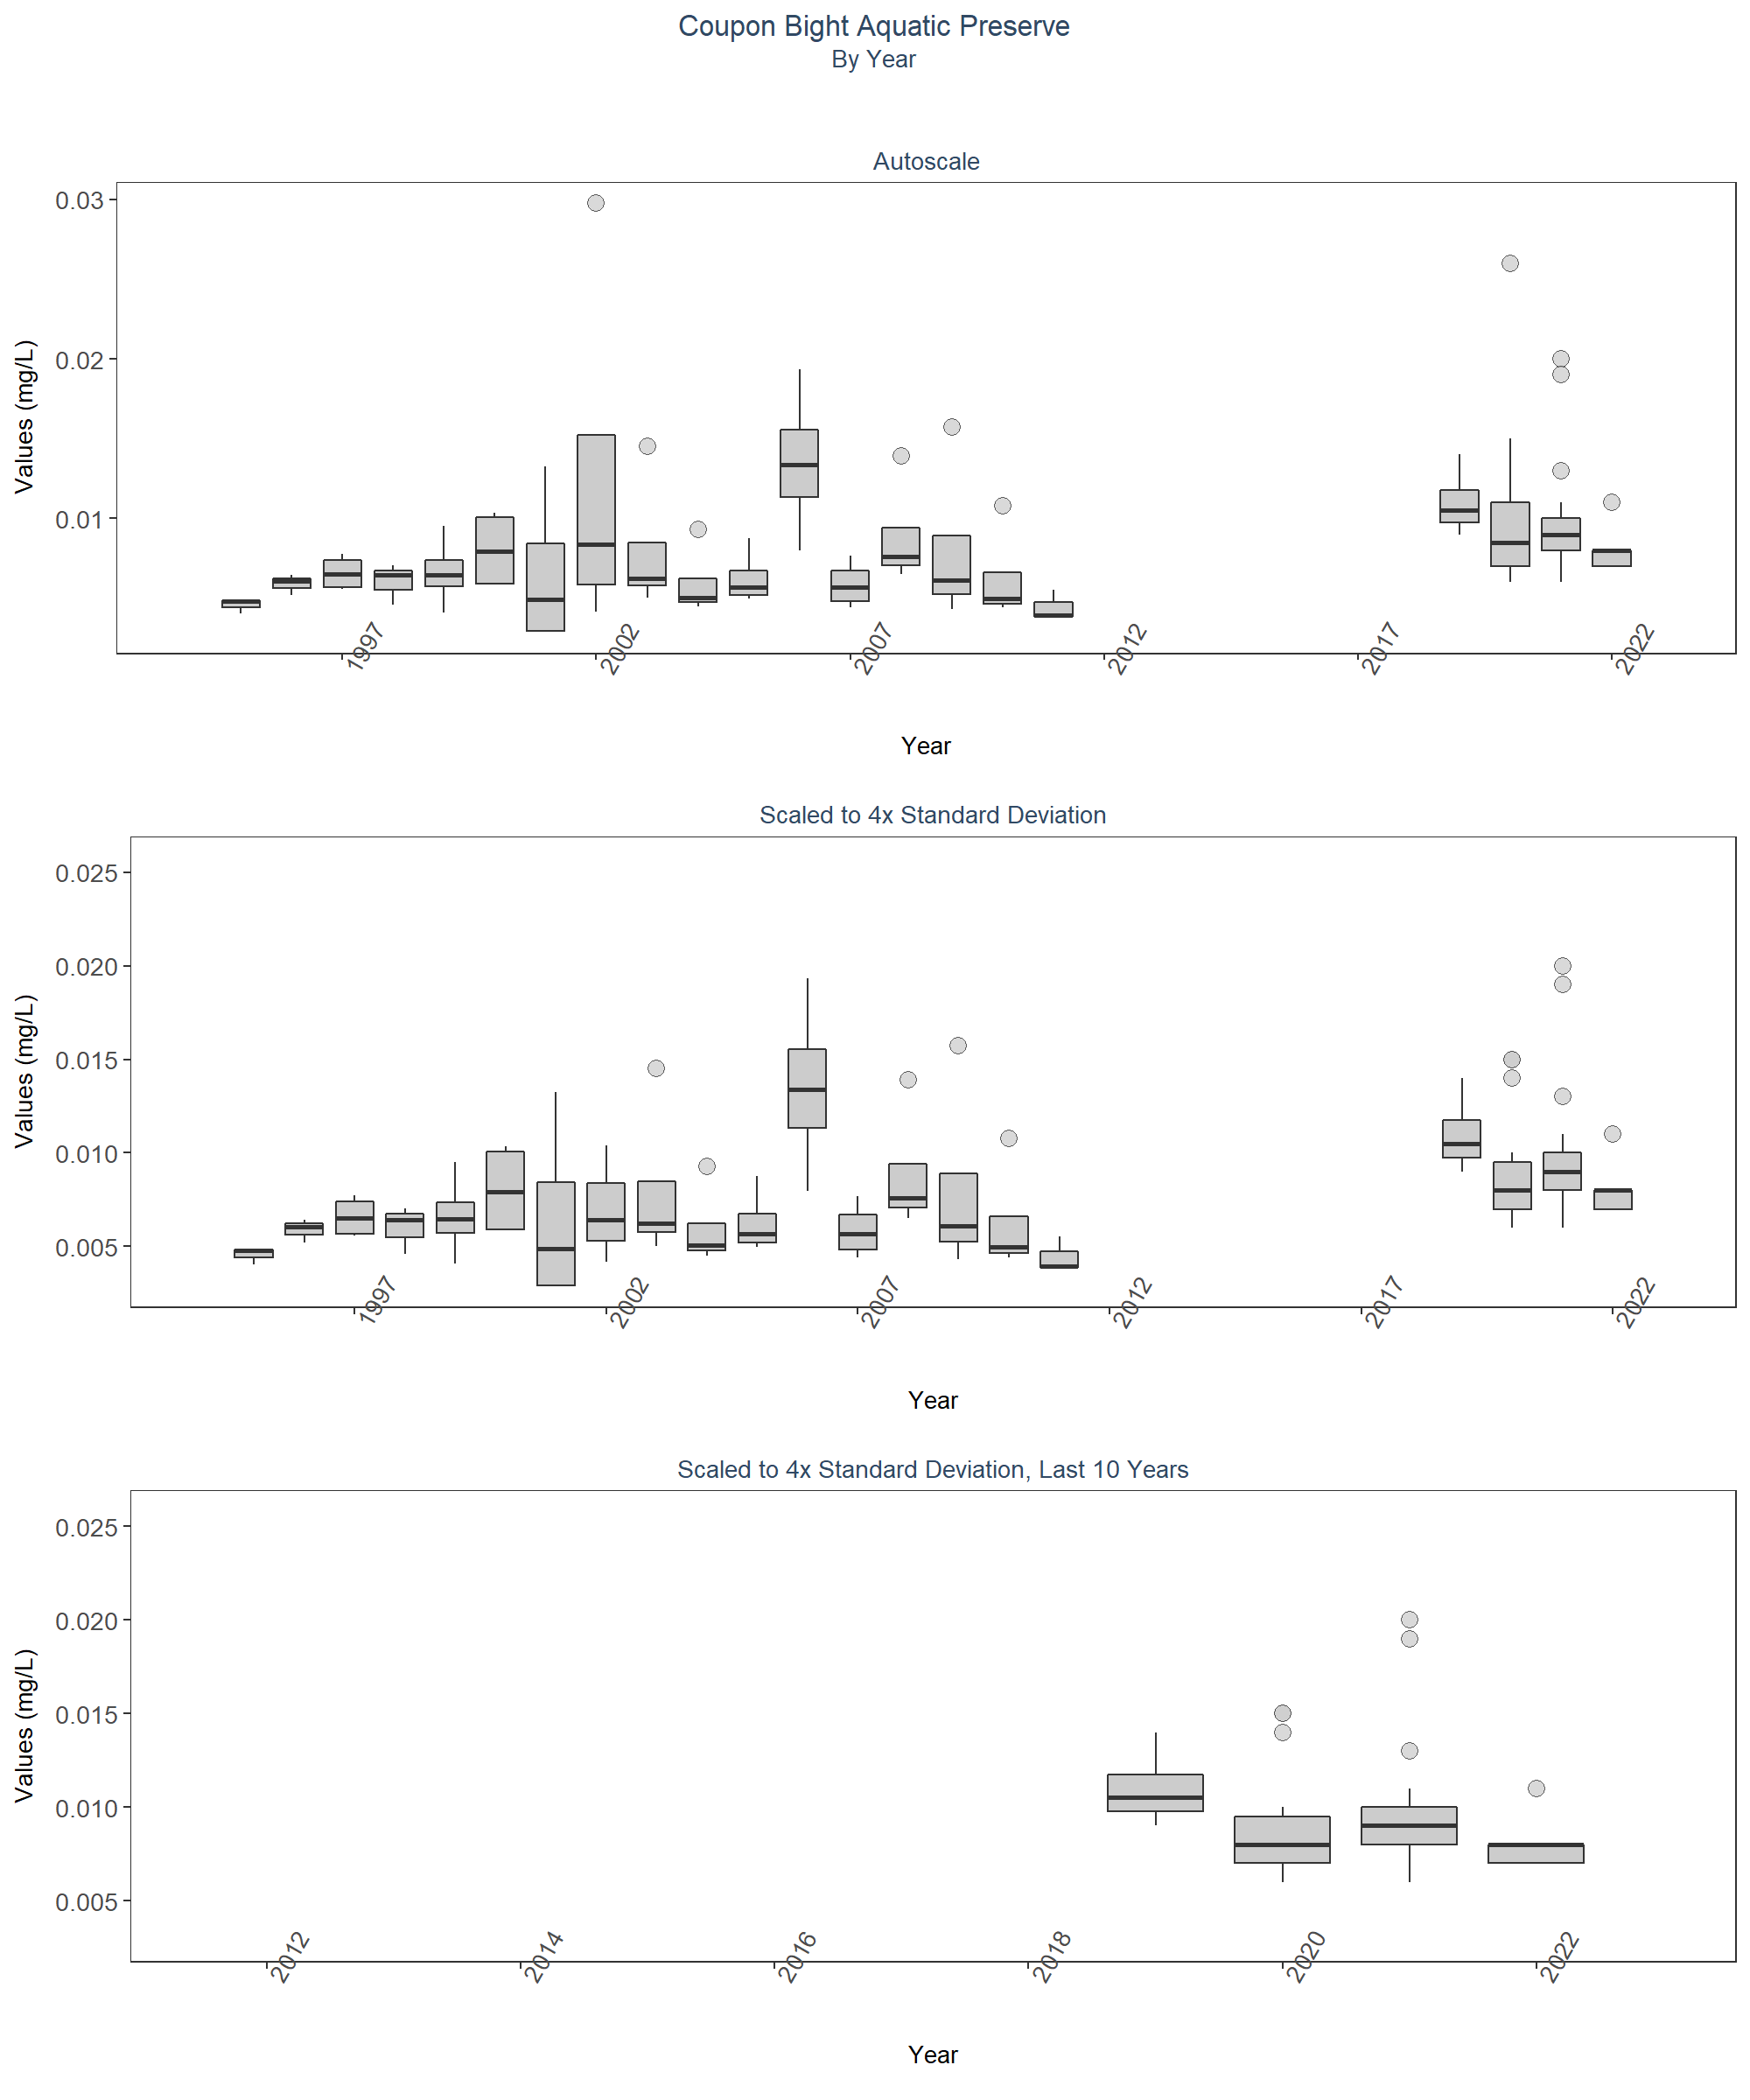 Coupon Bight Aquatic Preserve
By Year
Autoscale
Values (mg/L)
0.03
0.02
0.01
1997 2002 2007 2012 2017 2022
Year
Scaled to 4x Standard Deviation
Values (mg/L)
0.025
0.020
0.015
0.010
0.005
1997 2002 2007 2012 2017 2022
Year
Scaled to 4x Standard Deviation, Last 10 Years
Values (mg/L)
0.025
0.020
0.015
0.010
0.005
2012 2014 2016 2018 2020 2022
Year